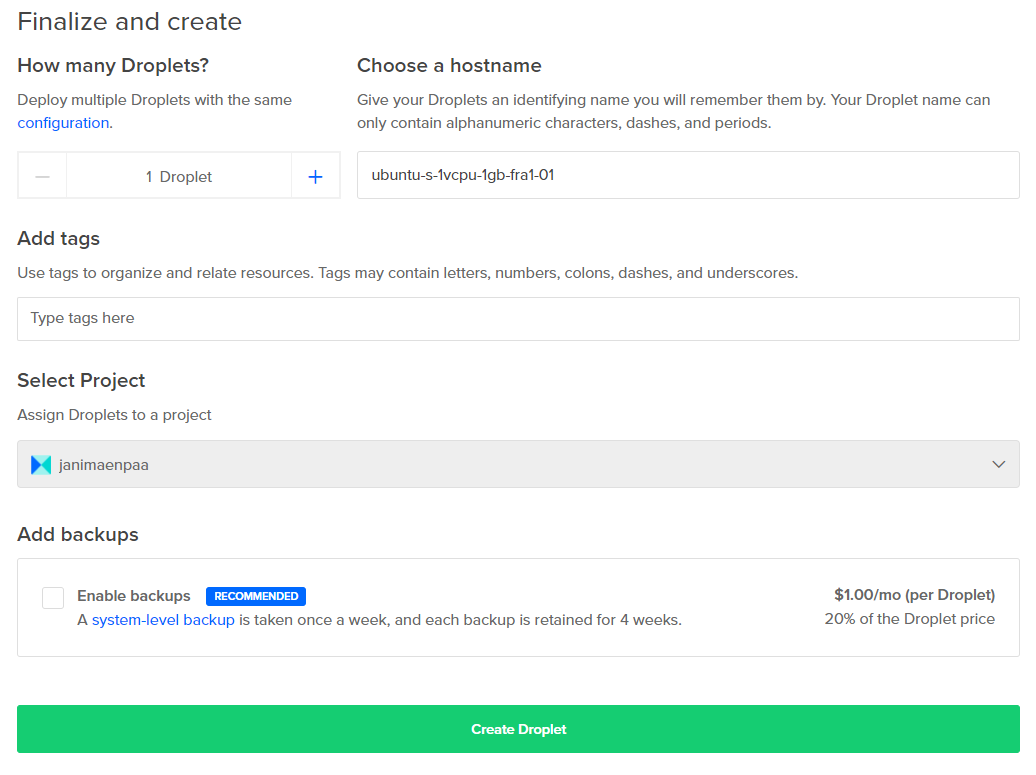 Finalize and create
How many Droplets?
Deploy multiple Droplets with the same
configuration.
1 Droplet
Choose a hostname
Give your Droplets an identifying name you will remember them by. Your Droplet name can
only contain alphanumeric characters, dashes, and periods.
ubuntu-s-1vcpu-1gb-fra1-01
Add tags
Use tags to organize and relate resources. Tags may contain letters, numbers, colons, dashes, and underscores.
Type tags here
Select Project
Assign Droplets to a project
janimaenpaa
Add backups
Enable backups RECOMMENDED
A system-level backup is taken once a week, and each backup is retained for 4 weeks.
$1.00/mo (per Droplet)
20% of the Droplet price
Create Droplet